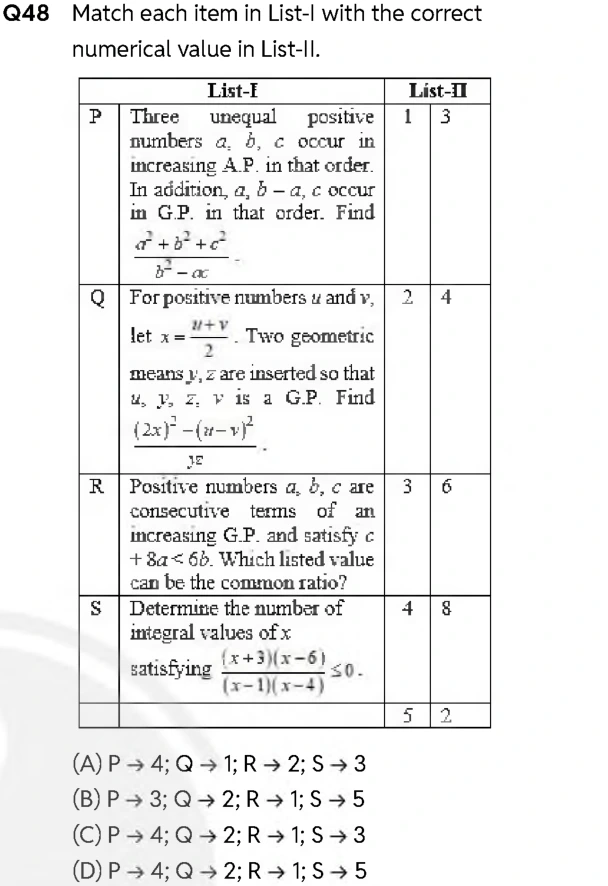 Q48 Match each item in List-I with the correct
numerical value in List-II.
List-I List-II
P Three unequal positive 1 3
numbers a, b, c occur in
increasing A.P. in that order.
In addition, a, b – a, c occur
in G.P. in that order. Find
(a² + b² + c²)/(b² – ac).
Q For positive numbers u and v, 2 4
let x = (u+v)/2. Two geometric
means y, z are inserted so that
u, y, z, v is a G.P. Find
((2x)² – (u–v)²)/yz.
R Positive numbers a, b, c are 3 6
consecutive terms of an
increasing G.P. and satisfy c
+ 8a < 6b. Which listed value
can be the common ratio?
S Determine the number of 4 8
integral values of x
satisfying ((x+3)(x–6))/((x–1)(x–4)) ≤ 0.
5 2
(A) P → 4; Q → 1; R → 2; S → 3
(B) P → 3; Q → 2; R → 1; S → 5
(C) P → 4; Q → 2; R → 1; S → 3
(D) P → 4; Q → 2; R → 1; S → 5